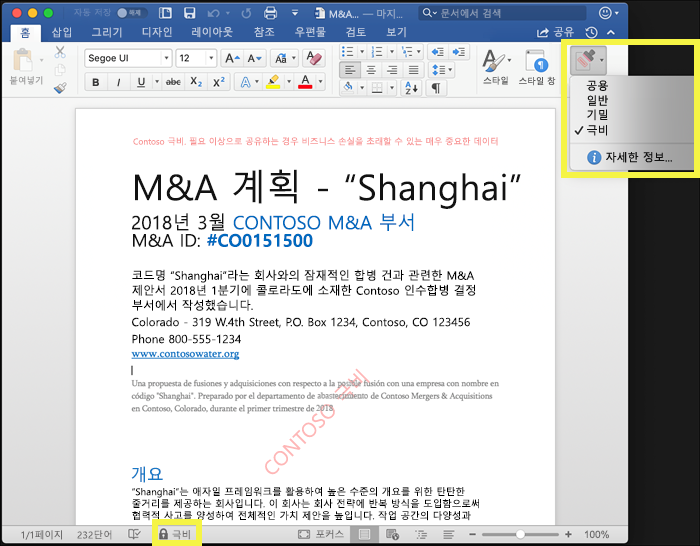 자동 저장 해제
M&A... — 마지...
문서에서 검색
홈 삽입 그리기 디자인 레이아웃 참조 우편물 검토 보기 공유
붙여넣기
Segoe UI 12
스타일 스타일 창
공용
일반
기밀
✓ 극비
자세한 정보...
Contoso 극비. 필요 이상으로 공유하는 경우 비즈니스 손실을 초래할 수 있는 매우 중요한 데이터
M&A 계획 - “Shanghai”
2018년 3월 CONTOSO M&A 부서
M&A ID: #CO0151500
코드명 “Shanghai”라는 회사와의 잠재적인 합병 건과 관련한 M&A
제안서 2018년 1분기에 콜로라도에 소재한 Contoso 인수합병 결정
부서에서 작성했습니다.
Colorado - 319 W.4th Street, P.O. Box 1234, Contoso, CO 123456
Phone 800-555-1234
www.contosowater.org
Una propuesta de fusiones y adquisiciones con respecto a la posible fusión con una empresa con nombre en
código "Shanghai". Preparado por el departamento de abastecimiento de Contoso Mergers & Acquisitions
en Contoso, Colorado, durante el primer trimestre de 2018.
CONTOSO 극비
개요
“Shanghai”는 애자일 프레임워크를 활용하여 높은 수준의 개요를 위한 탄탄한
줄거리를 제공하는 회사입니다. 이 회사는 회사 전략에 반복 방식을 도입함으로써
협력적 사고를 양성하여 전체적인 가치 제안을 높입니다. 작업 공간의 다양성과
1/1페이지 232단어 극비 포커스 100%